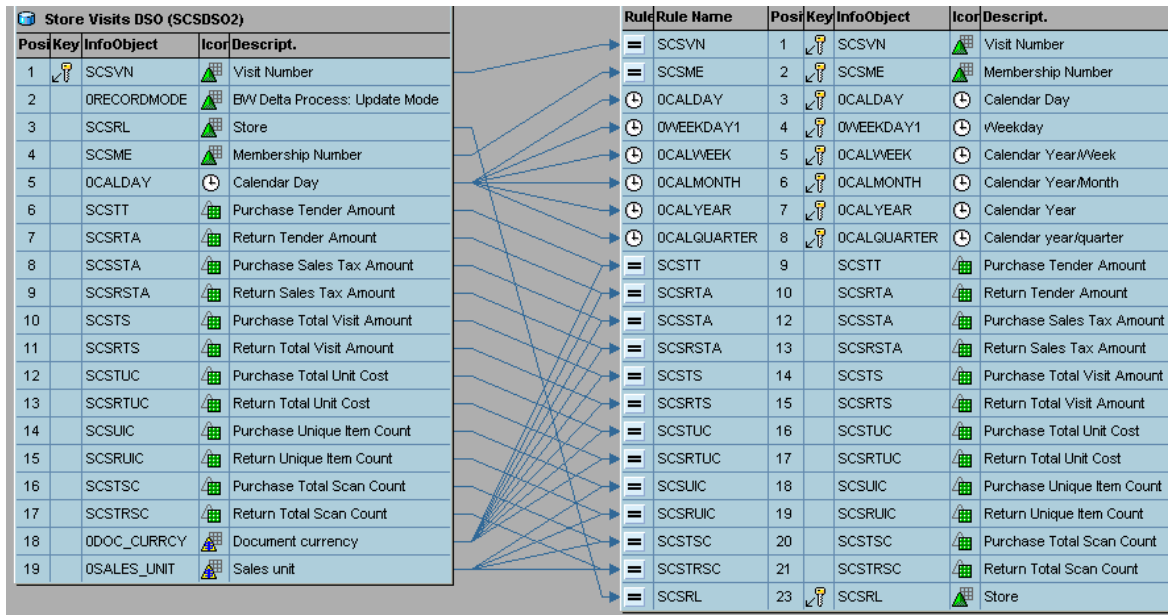 Store Visits DSO (SCSDSO2)
Posi Key InfoObject Icor Descript.
1 SCSVN Visit Number
2 0RECORDMODE BW Delta Process: Update Mode
3 SCSRL Store
4 SCSME Membership Number
5 0CALDAY Calendar Day
6 SCSTT Purchase Tender Amount
7 SCSRTA Return Tender Amount
8 SCSSTA Purchase Sales Tax Amount
9 SCSRSTA Return Sales Tax Amount
10 SCSTS Purchase Total Visit Amount
11 SCSRTS Return Total Visit Amount
12 SCSTUC Purchase Total Unit Cost
13 SCSRTUC Return Total Unit Cost
14 SCSUIC Purchase Unique Item Count
15 SCSRUIC Return Unique Item Count
16 SCSTSC Purchase Total Scan Count
17 SCSTRSC Return Total Scan Count
18 0DOC_CURRCY Document currency
19 0SALES_UNIT Sales unit
Rule Rule Name Posi Key InfoObject Icor Descript.
= SCSVN 1 SCSVN Visit Number
= SCSME 2 SCSME Membership Number
0CALDAY 3 0CALDAY Calendar Day
0WEEKDAY1 4 0WEEKDAY1 Weekday
0CALWEEK 5 0CALWEEK Calendar Year/Week
0CALMONTH 6 0CALMONTH Calendar Year/Month
0CALYEAR 7 0CALYEAR Calendar Year
0CALQUARTER 8 0CALQUARTER Calendar year/quarter
= SCSTT 9 SCSTT Purchase Tender Amount
= SCSRTA 10 SCSRTA Return Tender Amount
= SCSSTA 12 SCSSTA Purchase Sales Tax Amount
= SCSRSTA 13 SCSRSTA Return Sales Tax Amount
= SCSTS 14 SCSTS Purchase Total Visit Amount
= SCSRTS 15 SCSRTS Return Total Visit Amount
= SCSTUC 16 SCSTUC Purchase Total Unit Cost
= SCSRTUC 17 SCSRTUC Return Total Unit Cost
= SCSUIC 18 SCSUIC Purchase Unique Item Count
= SCSRUIC 19 SCSRUIC Return Unique Item Count
= SCSTSC 20 SCSTSC Purchase Total Scan Count
= SCSTRSC 21 SCSTRSC Return Total Scan Count
= SCSRL 23 SCSRL Store